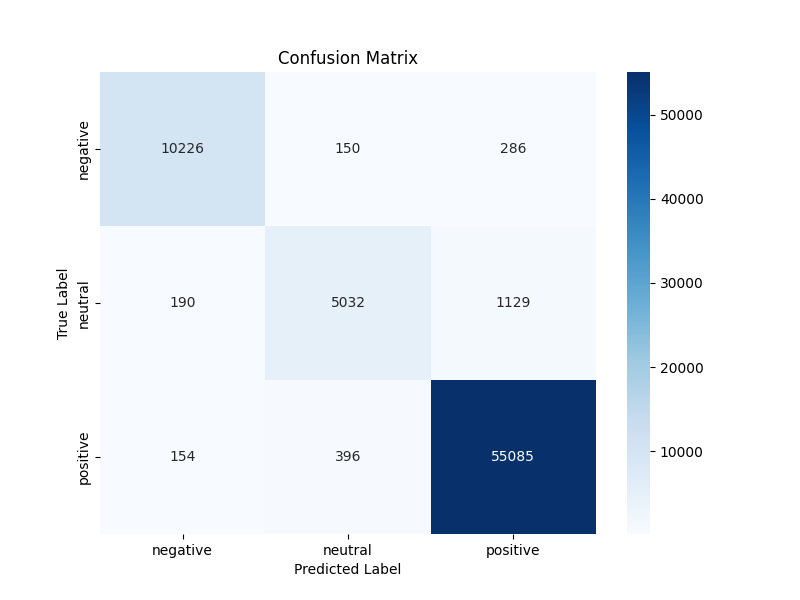 Confusion Matrix
negative
10226
150
286
neutral
190
5032
1129
positive
154
396
55085
True Label
negative
neutral
positive
Predicted Label
50000
40000
30000
20000
10000